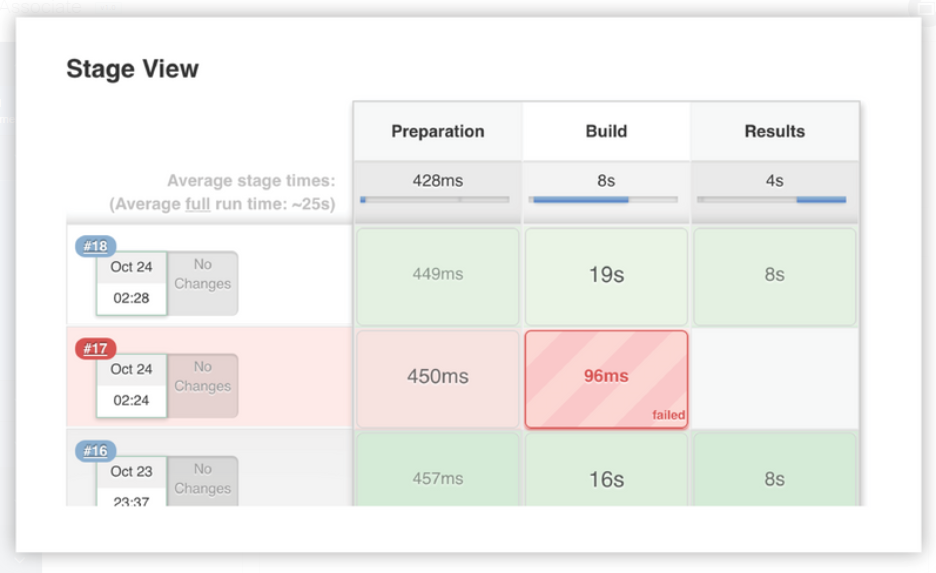 Stage View
Preparation Build Results
Average stage times:
(Average full run time: ~25s)
428ms 8s 4s
#18
Oct 24
02:28
No
Changes
449ms 19s 8s
#17
Oct 24
02:24
No
Changes
450ms 96ms
failed
#16
Oct 23
23:37
No
Changes
457ms 16s 8s